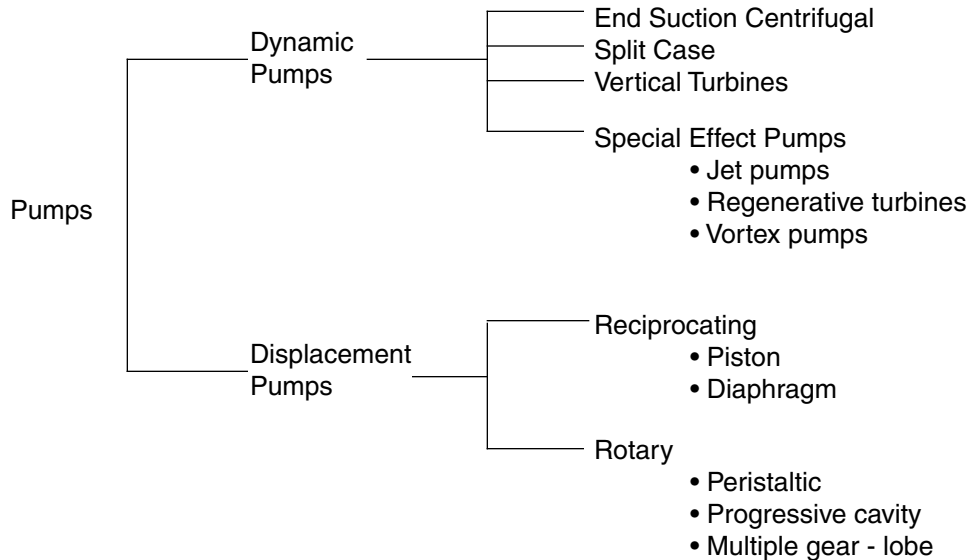 Pumps
Dynamic
Pumps
End Suction Centrifugal
Split Case
Vertical Turbines
Special Effect Pumps
• Jet pumps
• Regenerative turbines
• Vortex pumps
Displacement
Pumps
Reciprocating
• Piston
• Diaphragm
Rotary
• Peristaltic
• Progressive cavity
• Multiple gear - lobe